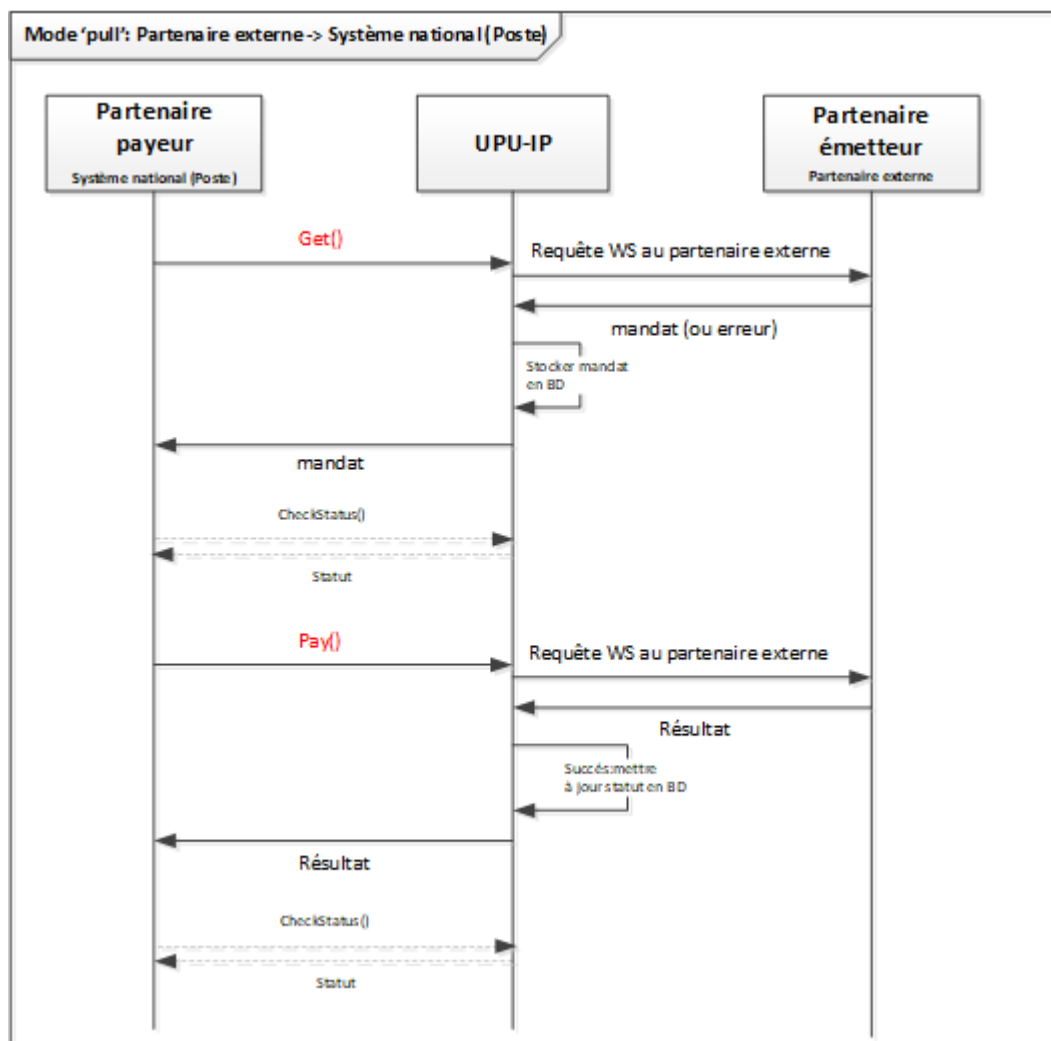 Mode ‘pull’: Partenaire externe -> Système national (Poste)
Partenaire
payeur
Système national (Poste)
UPU-IP
Partenaire
émetteur
Partenaire externe
Get()
Requête WS au partenaire externe
mandat (ou erreur)
Stocker mandat
en BD
mandat
CheckStatus()
Statut
Pay()
Requête WS au partenaire externe
Résultat
Succés:mettre
à jour statut en BD
Résultat
CheckStatus()
Statut